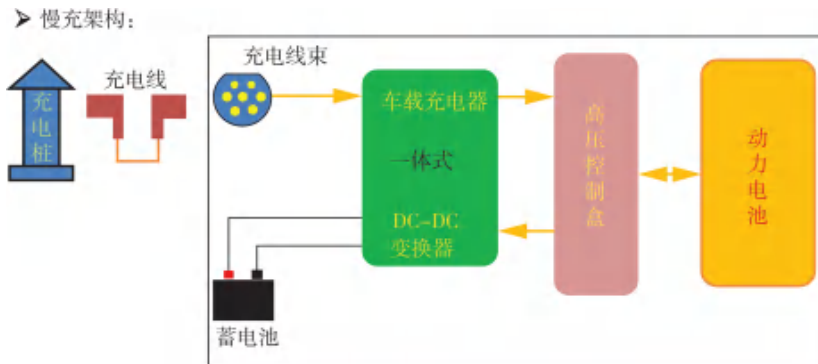 ➤ 慢充架构：
充电桩
充电线
充电线束
车载充电器
一体式
DC-DC
变换器
高压控制盒
动力电池
蓄电池